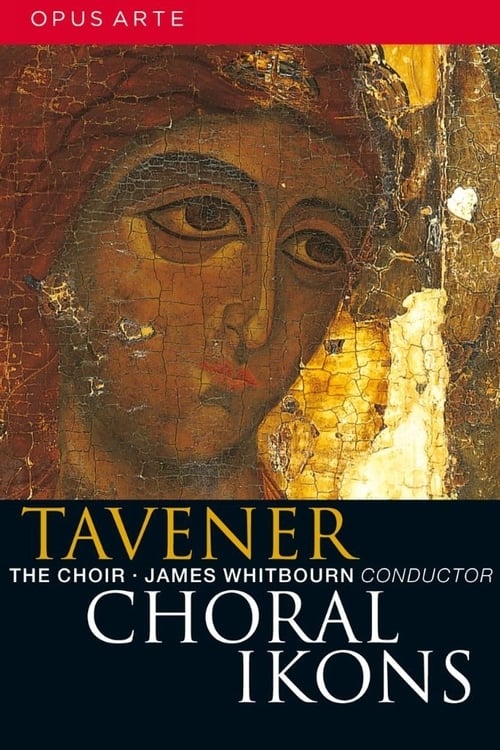 OPUS ARTE
TAVENER
THE CHOIR · JAMES WHITBOURN CONDUCTOR
CHORAL
IKONS